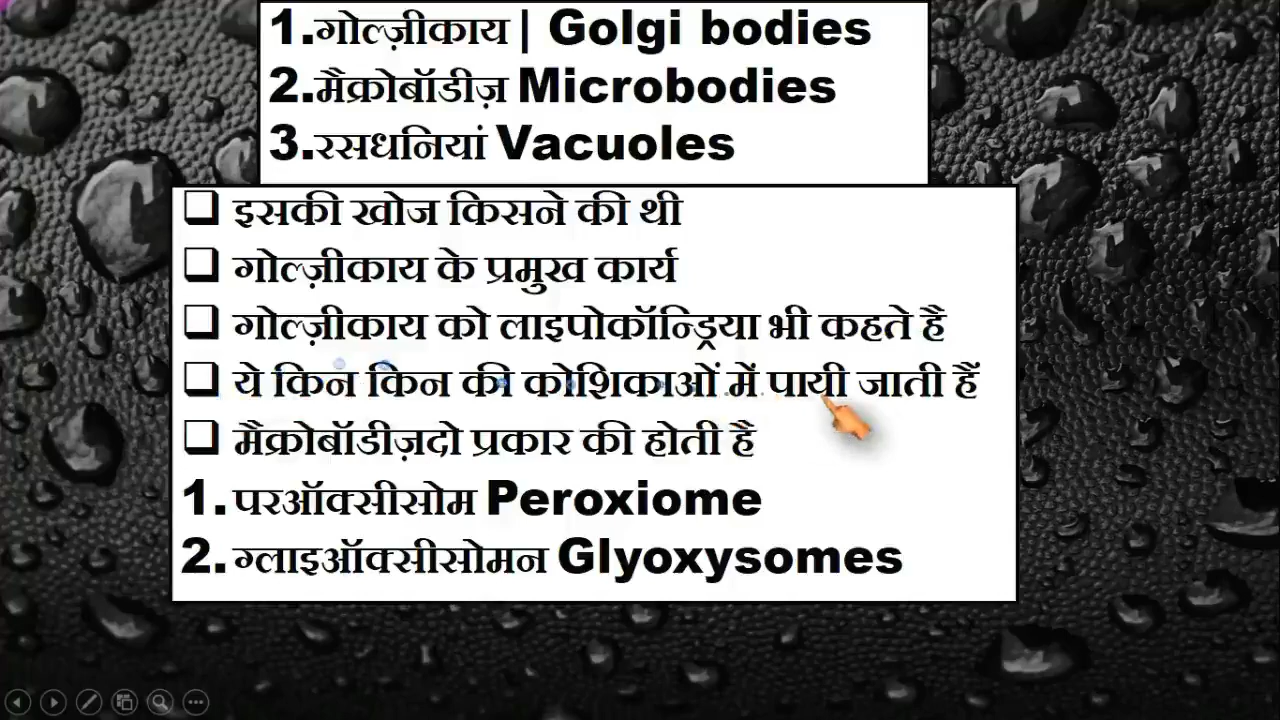 1.गोल्ज़ीकाय| Golgi bodies
2.मैक्रोबॉडीज़ Microbodies
3.रसधनियां Vacuoles
❑ इसकी खोज किसने की थी
❑ गोल्ज़ीकाय के प्रमुख कार्य
❑ गोल्ज़ीकाय को लाइपोकॉन्ड्रिया भी कहते है
❑ ये किन किन की कोशिकाओं में पायी जाती हैं
❑ मैक्रोबॉडीज़दो प्रकार की होती है
1. परऑक्सीसोम Peroxiome
2. ग्लाइऑक्सीसोमन Glyoxysomes